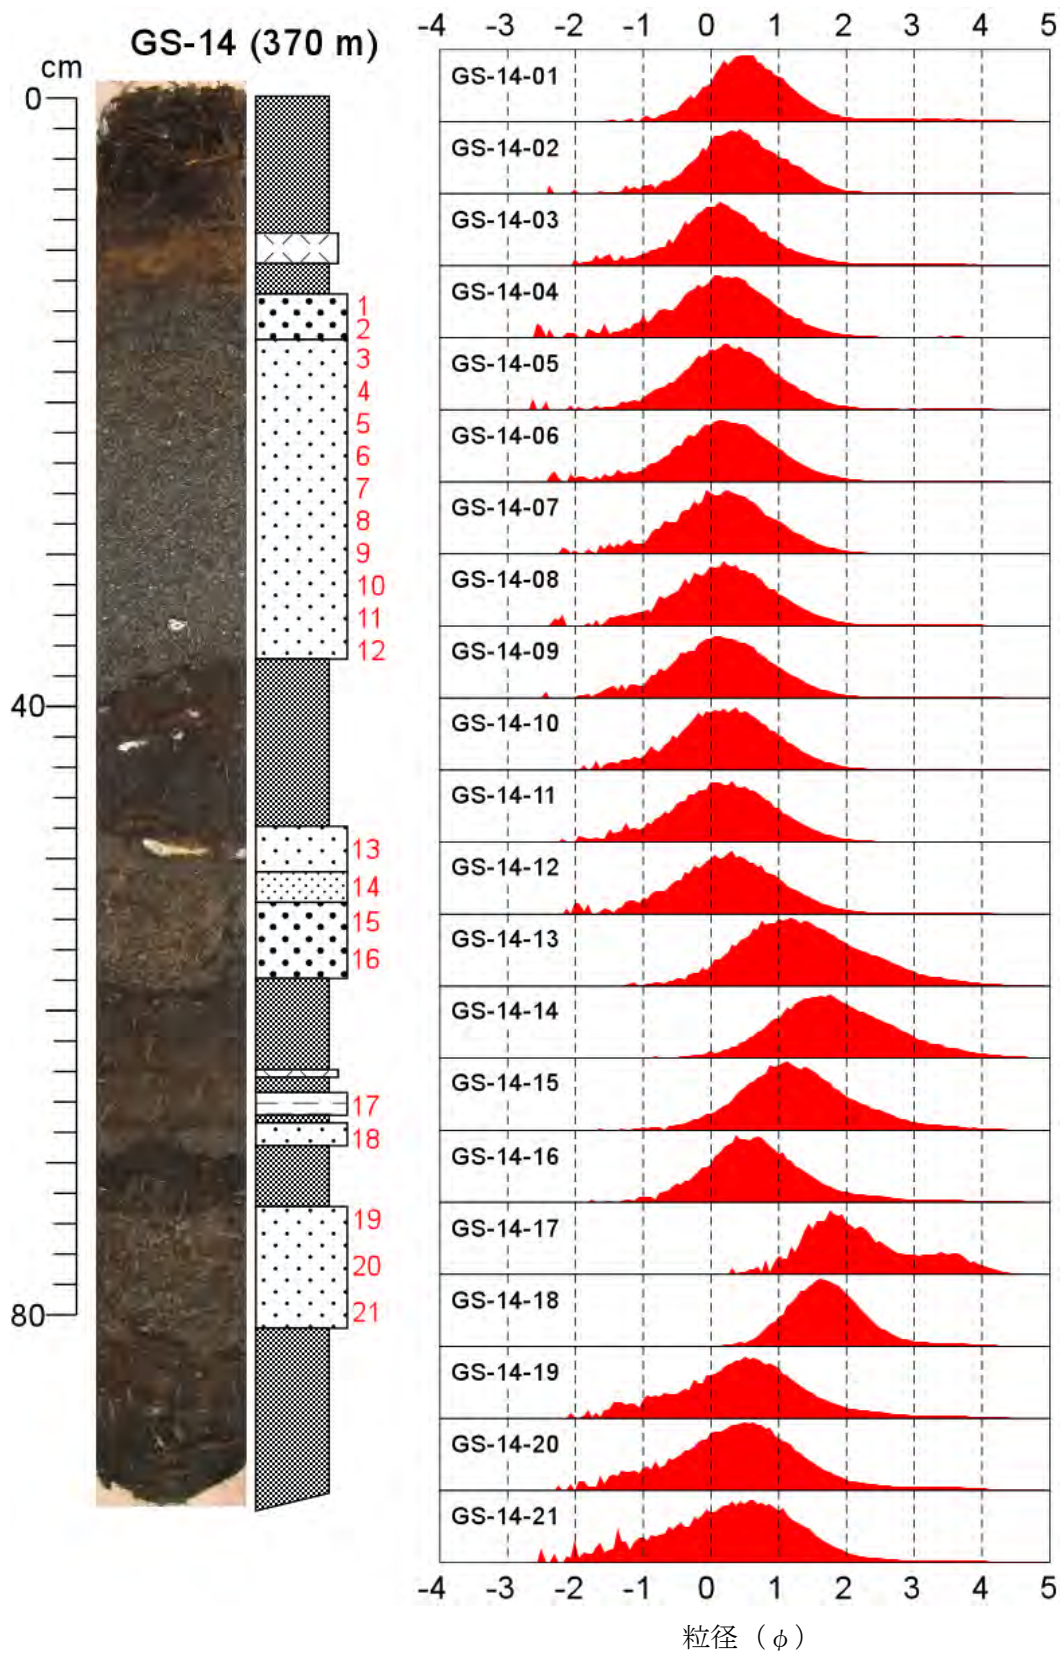 GS-14 (370 m)
cm
0
40
80
1
2
3
4
5
6
7
8
9
10
11
12
13
14
15
16
17
18
19
20
21
-4 -3 -2 -1 0 1 2 3 4 5
GS-14-01
GS-14-02
GS-14-03
GS-14-04
GS-14-05
GS-14-06
GS-14-07
GS-14-08
GS-14-09
GS-14-10
GS-14-11
GS-14-12
GS-14-13
GS-14-14
GS-14-15
GS-14-16
GS-14-17
GS-14-18
GS-14-19
GS-14-20
GS-14-21
-4 -3 -2 -1 0 1 2 3 4 5
粒径（φ）